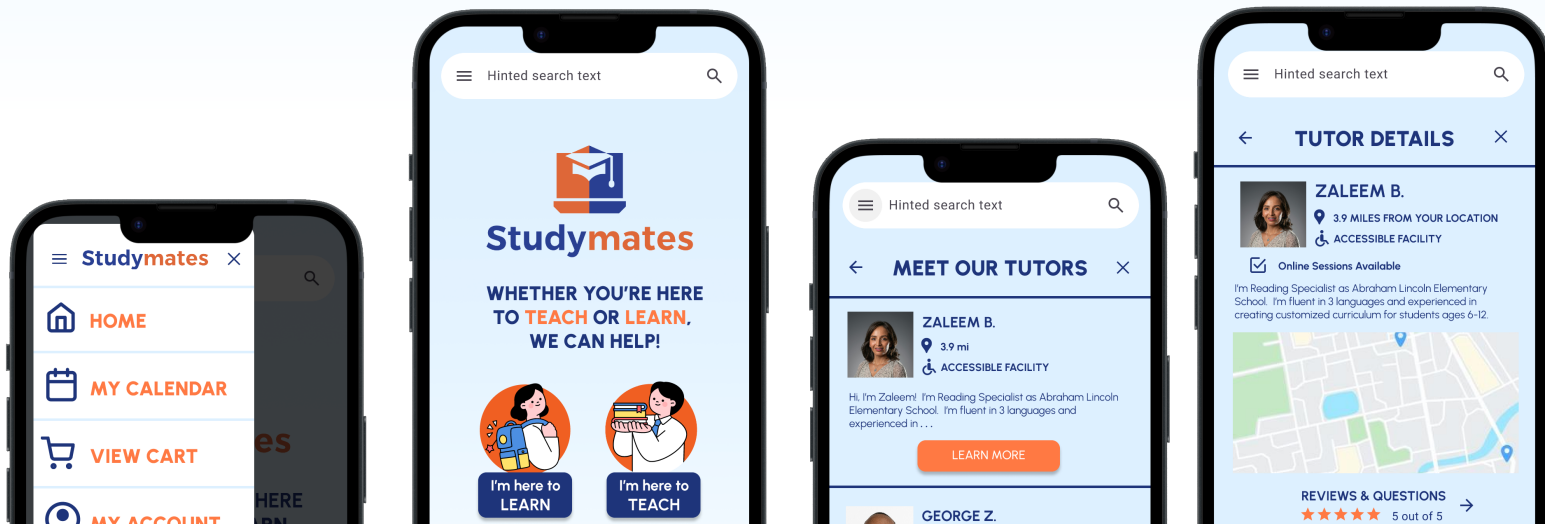 Studymates
HOME
MY CALENDAR
VIEW CART
MY ACCOUNT
es
HERE
Hinted search text
Studymates
WHETHER YOU'RE HERE
TO TEACH OR LEARN,
WE CAN HELP!
I'm here to
LEARN
I'm here to
TEACH
Hinted search text
MEET OUR TUTORS
ZALEEM B.
3.9 mi
ACCESSIBLE FACILITY
Hi, I'm Zaleem! I'm Reading Specialist as Abraham Lincoln
Elementary School. I'm fluent in 3 languages and
experienced in . . .
LEARN MORE
GEORGE Z.
Hinted search text
TUTOR DETAILS
ZALEEM B.
3.9 MILES FROM YOUR LOCATION
ACCESSIBLE FACILITY
Online Sessions Available
I'm Reading Specialist as Abraham Lincoln Elementary
School. I'm fluent in 3 languages and experienced in
creating customized curriculum for students ages 6-12.
REVIEWS & QUESTIONS
5 out of 5